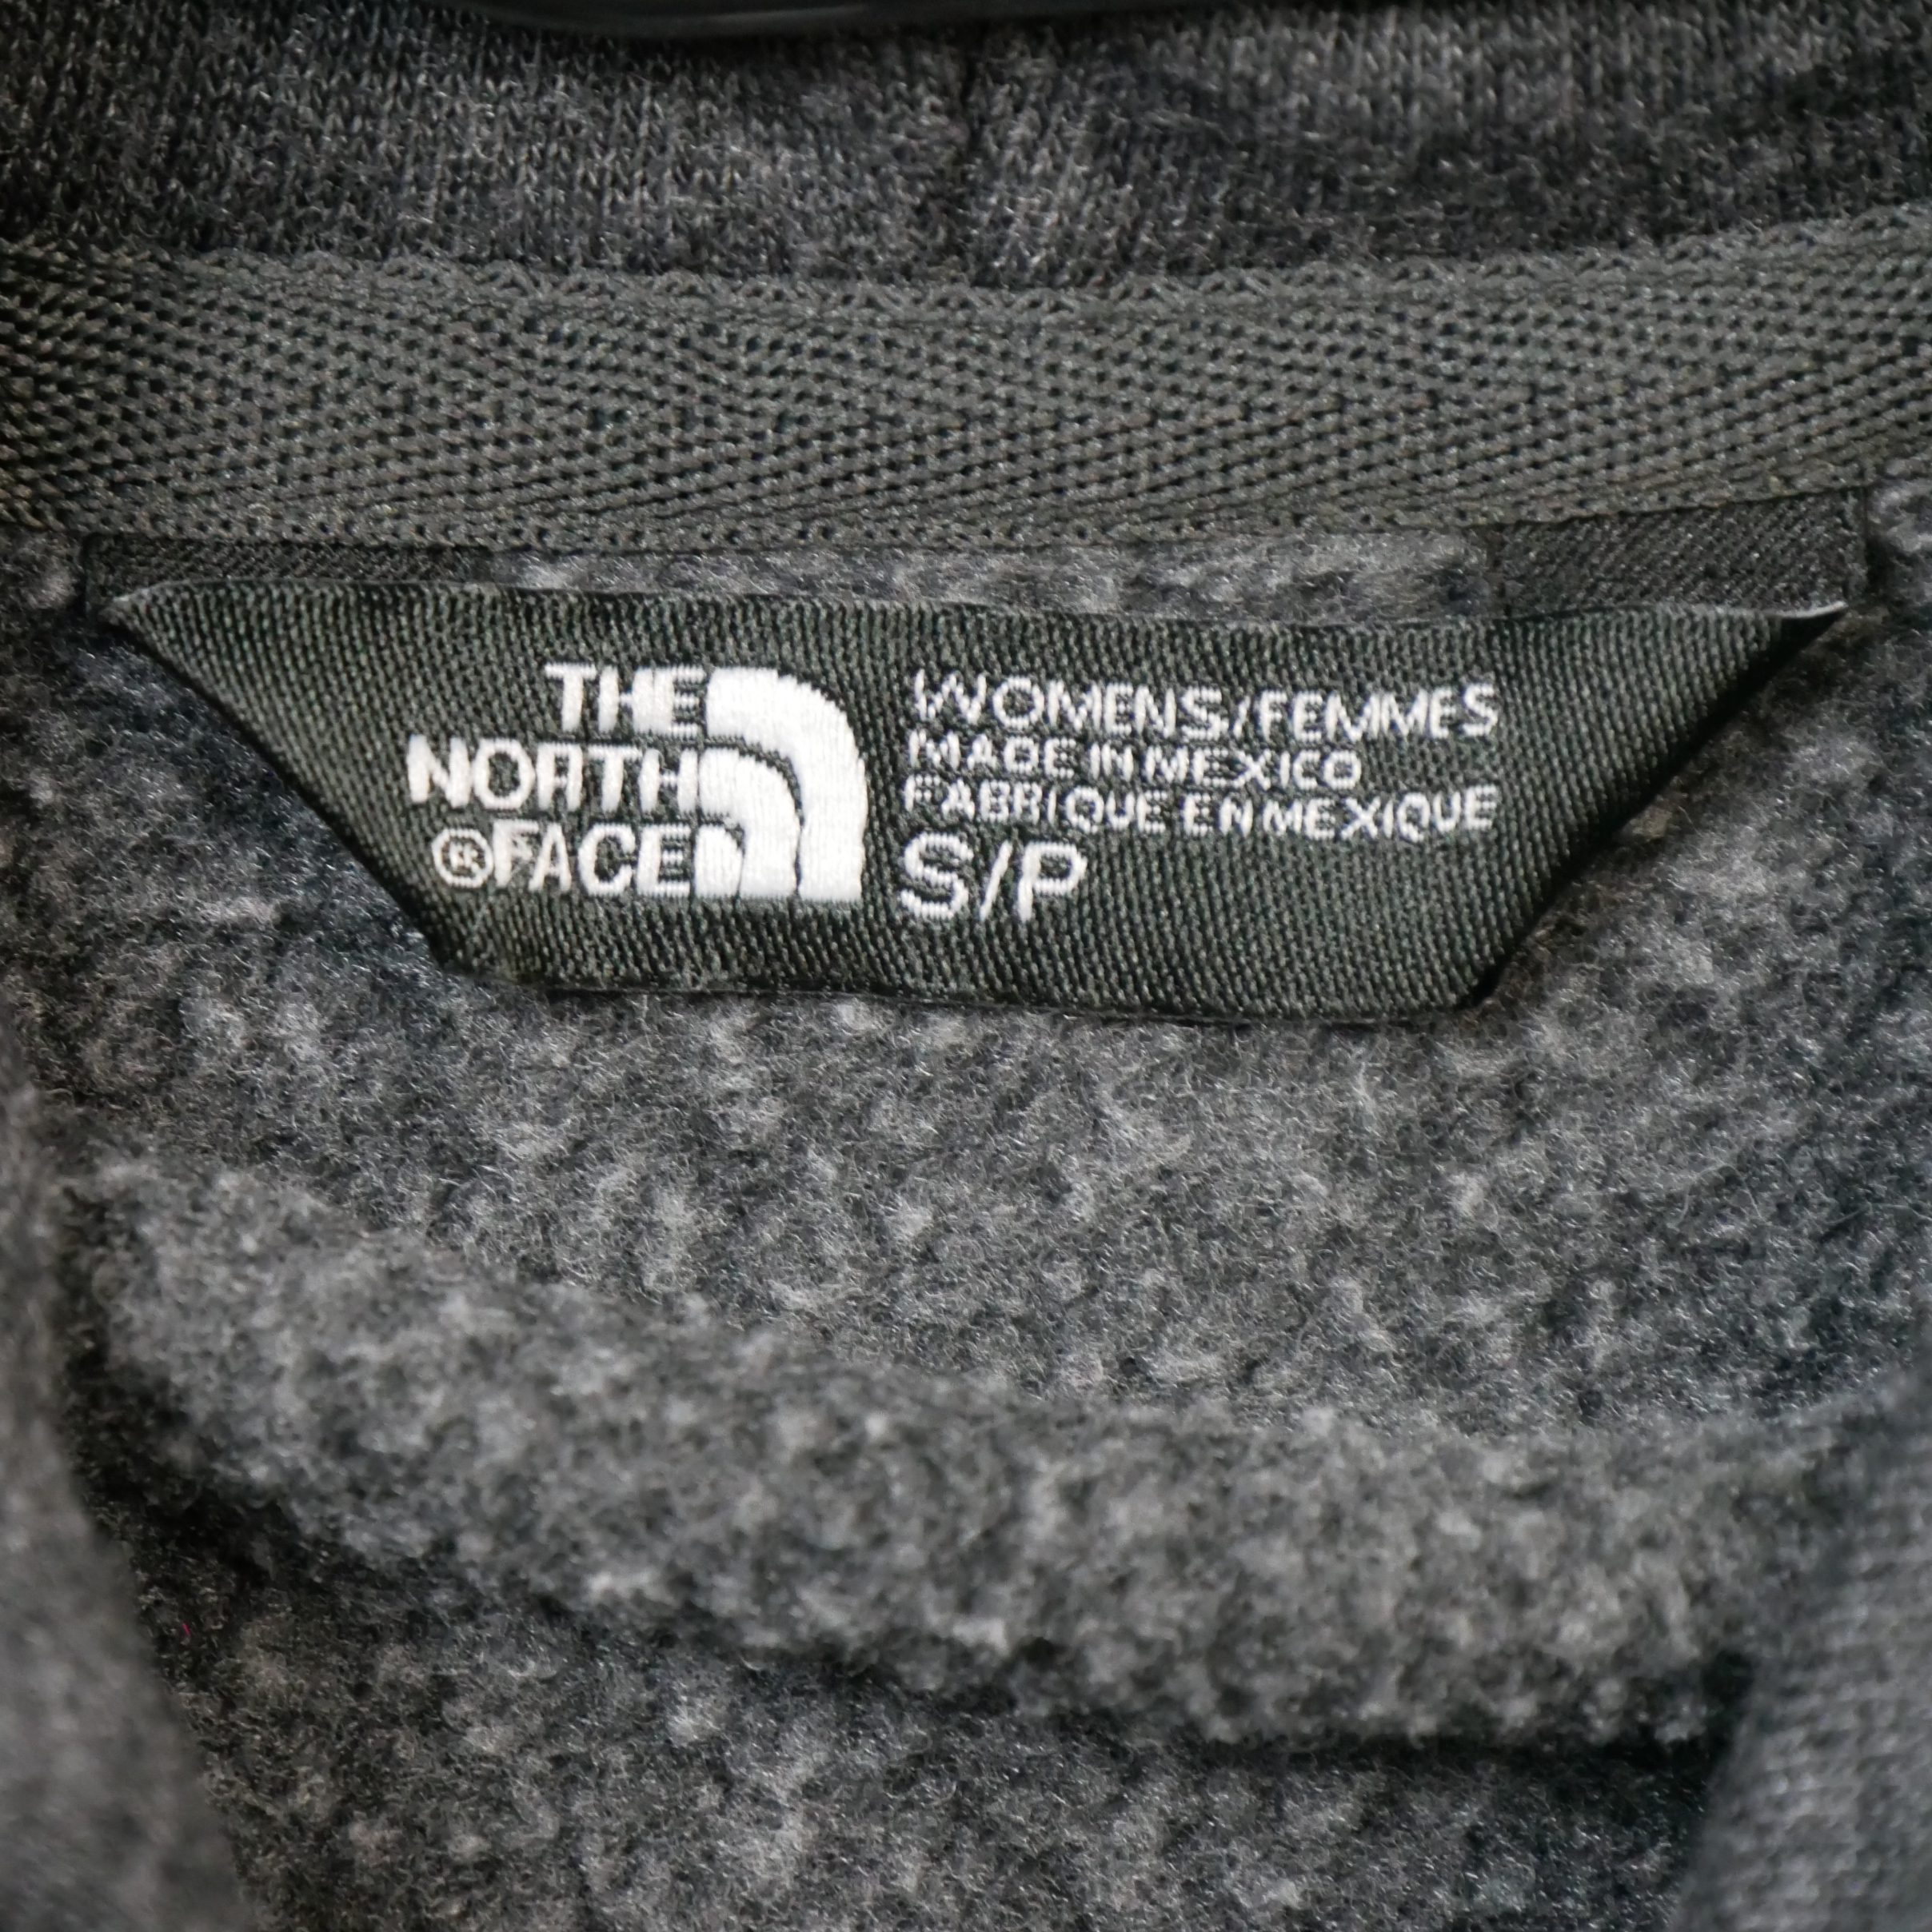 THE
NORTH
®FACE
WOMENS/FEMMES
MADE IN MEXICO
FABRIQUE EN MEXIQUE
S/P